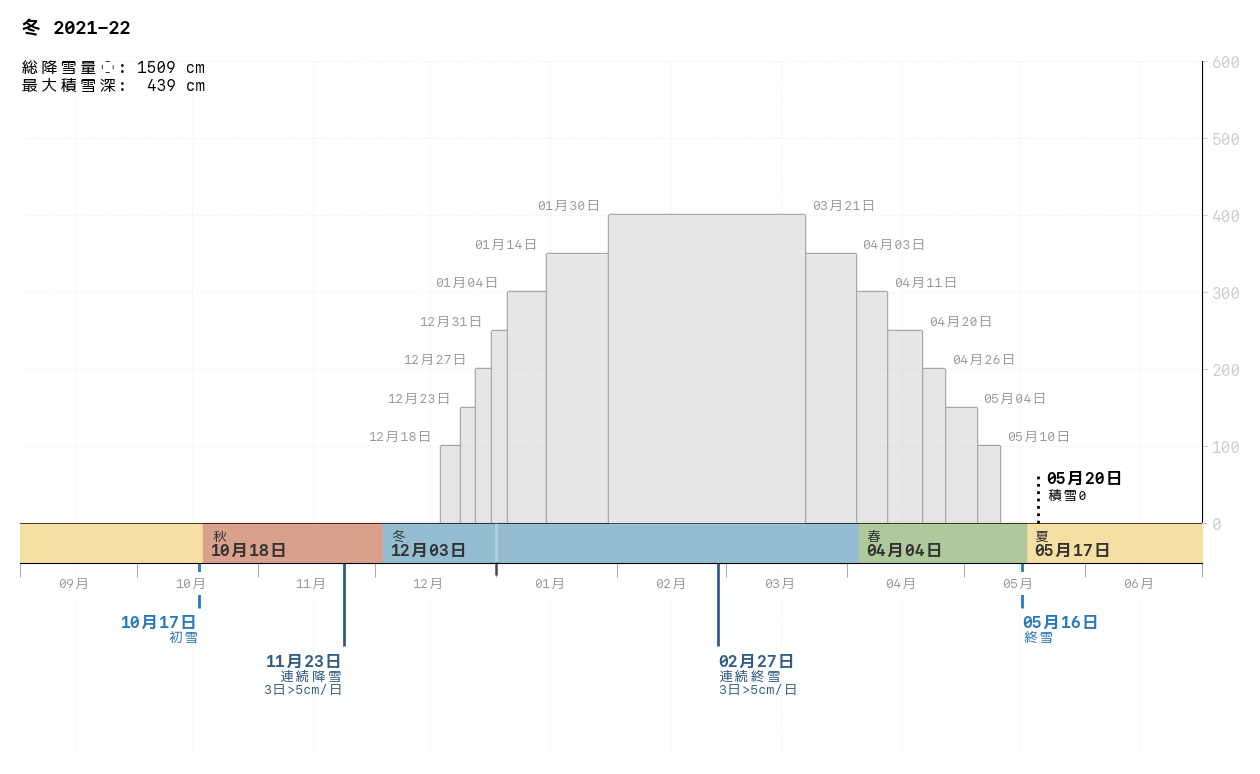 冬 2021-22
総降雪量: 1509 cm
最大積雪深: 439 cm
600
500
400
300
200
100
0
01月30日
03月21日
01月14日
04月03日
01月04日
04月11日
12月31日
04月20日
12月27日
04月26日
12月23日
05月04日
12月18日
05月10日
05月20日
積雪0
秋
10月18日
冬
12月03日
春
04月04日
夏
05月17日
09月
10月
11月
12月
01月
02月
03月
04月
05月
06月
10月17日
初雪
05月16日
終雪
11月23日
連続降雪
3日>5cm/日
02月27日
連続終雪
3日>5cm/日